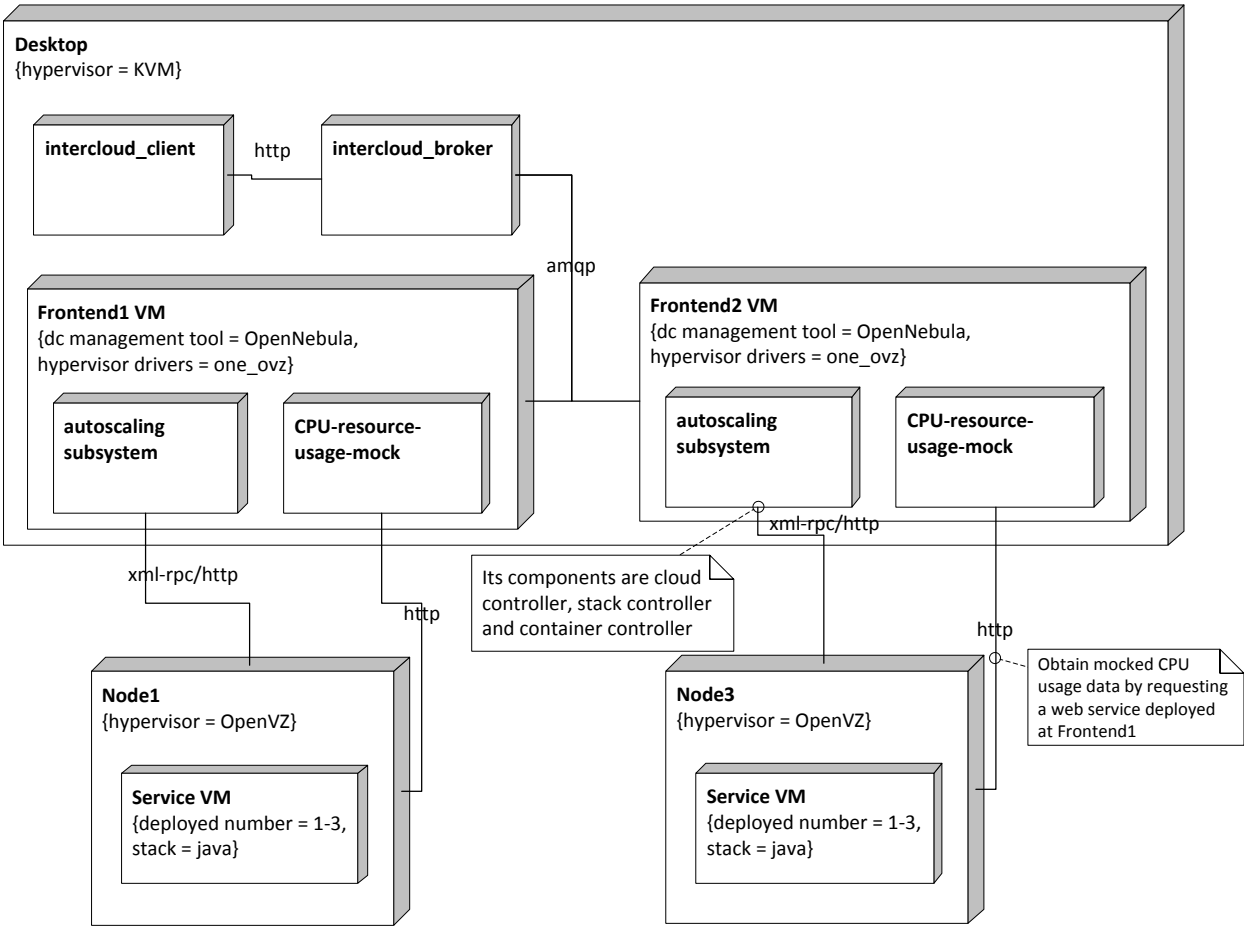 Desktop
{hypervisor = KVM}
intercloud_client
http
intercloud_broker
amqp
Frontend1 VM
{dc management tool = OpenNebula,
hypervisor drivers = one_ovz}
autoscaling
subsystem
CPU-resource-
usage-mock
Frontend2 VM
{dc management tool = OpenNebula,
hypervisor drivers = one_ovz}
autoscaling
subsystem
CPU-resource-
usage-mock
xml-rpc/http
http
xml-rpc/http
Its components are cloud
controller, stack controller
and container controller
http
Obtain mocked CPU
usage data by requesting
a web service deployed
at Frontend1
Node1
{hypervisor = OpenVZ}
Service VM
{deployed number = 1-3,
stack = java}
Node3
{hypervisor = OpenVZ}
Service VM
{deployed number = 1-3,
stack = java}